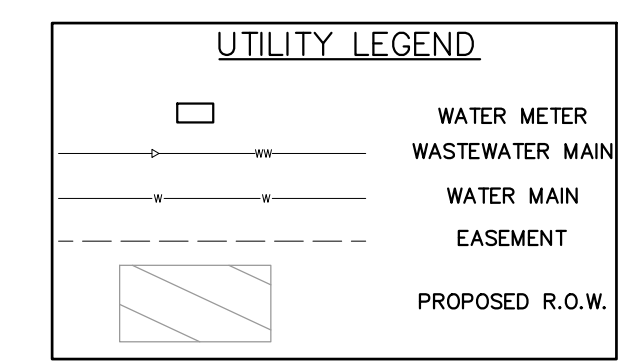 UTILITY LEGEND
WATER METER
WW WASTEWATER MAIN
W W WATER MAIN
EASEMENT
PROPOSED R.O.W.